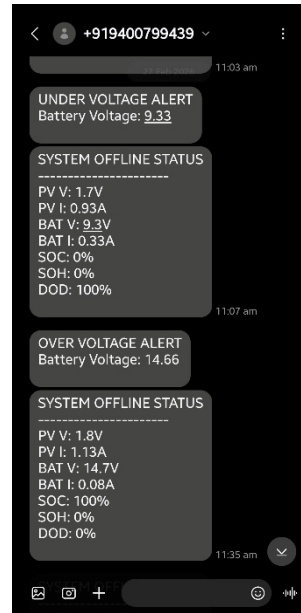 +919400799439
27 Feb 2026
11:03 am
UNDER VOLTAGE ALERT
Battery Voltage: 9.33
SYSTEM OFFLINE STATUS
----------------------
PV V: 1.7V
PV I: 0.93A
BAT V: 9.3V
BAT I: 0.33A
SOC: 0%
SOH: 0%
DOD: 100%
11:07 am
OVER VOLTAGE ALERT
Battery Voltage: 14.66
SYSTEM OFFLINE STATUS
----------------------
PV V: 1.8V
PV I: 1.13A
BAT V: 14.7V
BAT I: 0.08A
SOC: 100%
SOH: 0%
DOD: 0%
11:35 am